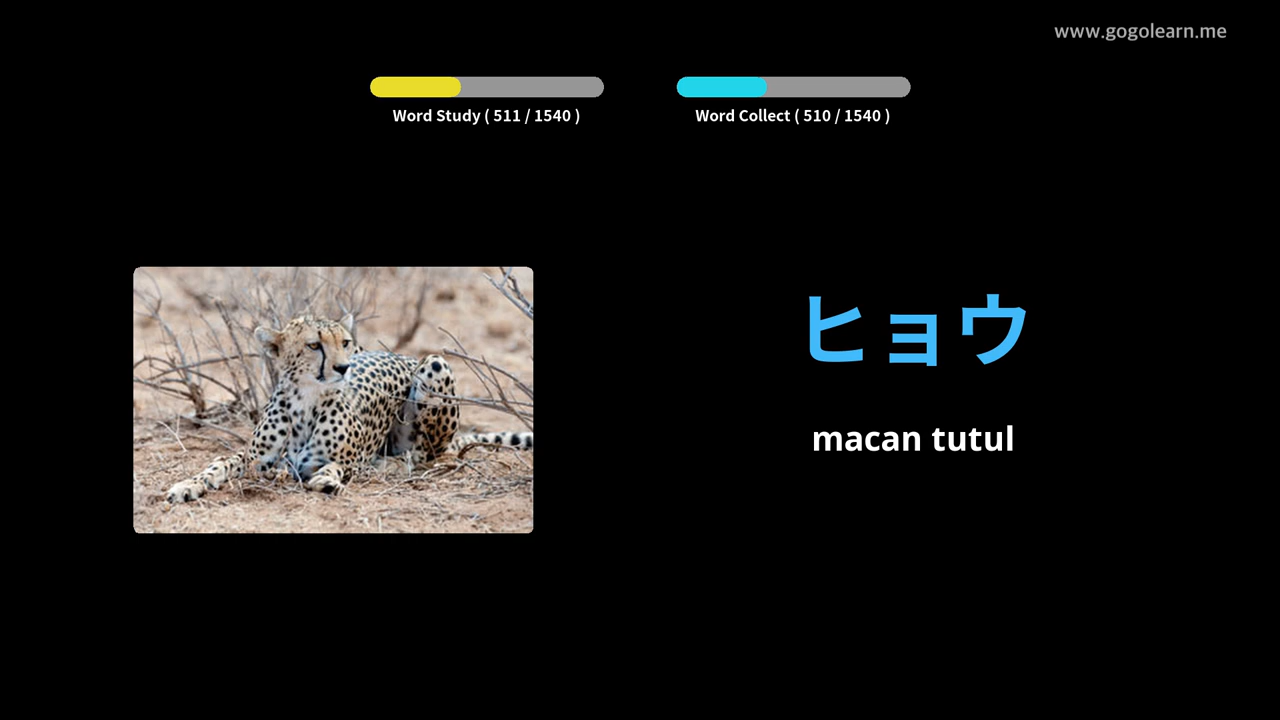 www.gogolearn.me
Word Study ( 511 / 1540 )
Word Collect ( 510 / 1540 )
ヒョウ
macan tutul